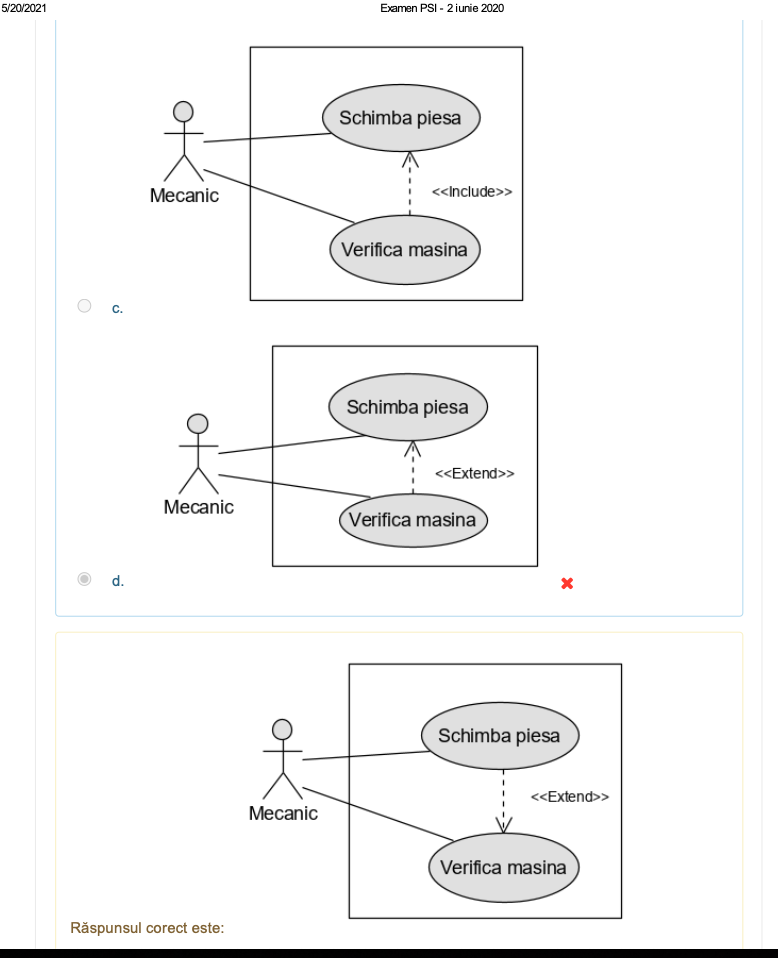 5/20/2021
Examen PSI - 2 iunie 2020
Schimba piesa
<<Include>>
Mecanic
Verifica masina
c.
Schimba piesa
<<Extend>>
Mecanic
Verifica masina
d.
Schimba piesa
<<Extend>>
Mecanic
Verifica masina
Răspunsul corect este: